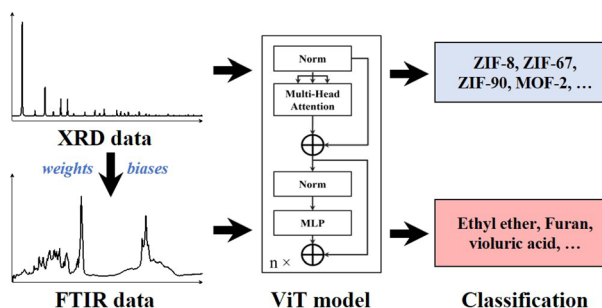 Norm
Multi-Head
Attention
Norm
MLP
n ×
ZIF-8, ZIF-67,
ZIF-90, MOF-2, …
XRD data
weights biases
Ethyl ether, Furan,
violuric acid, …
FTIR data
ViT model
Classification